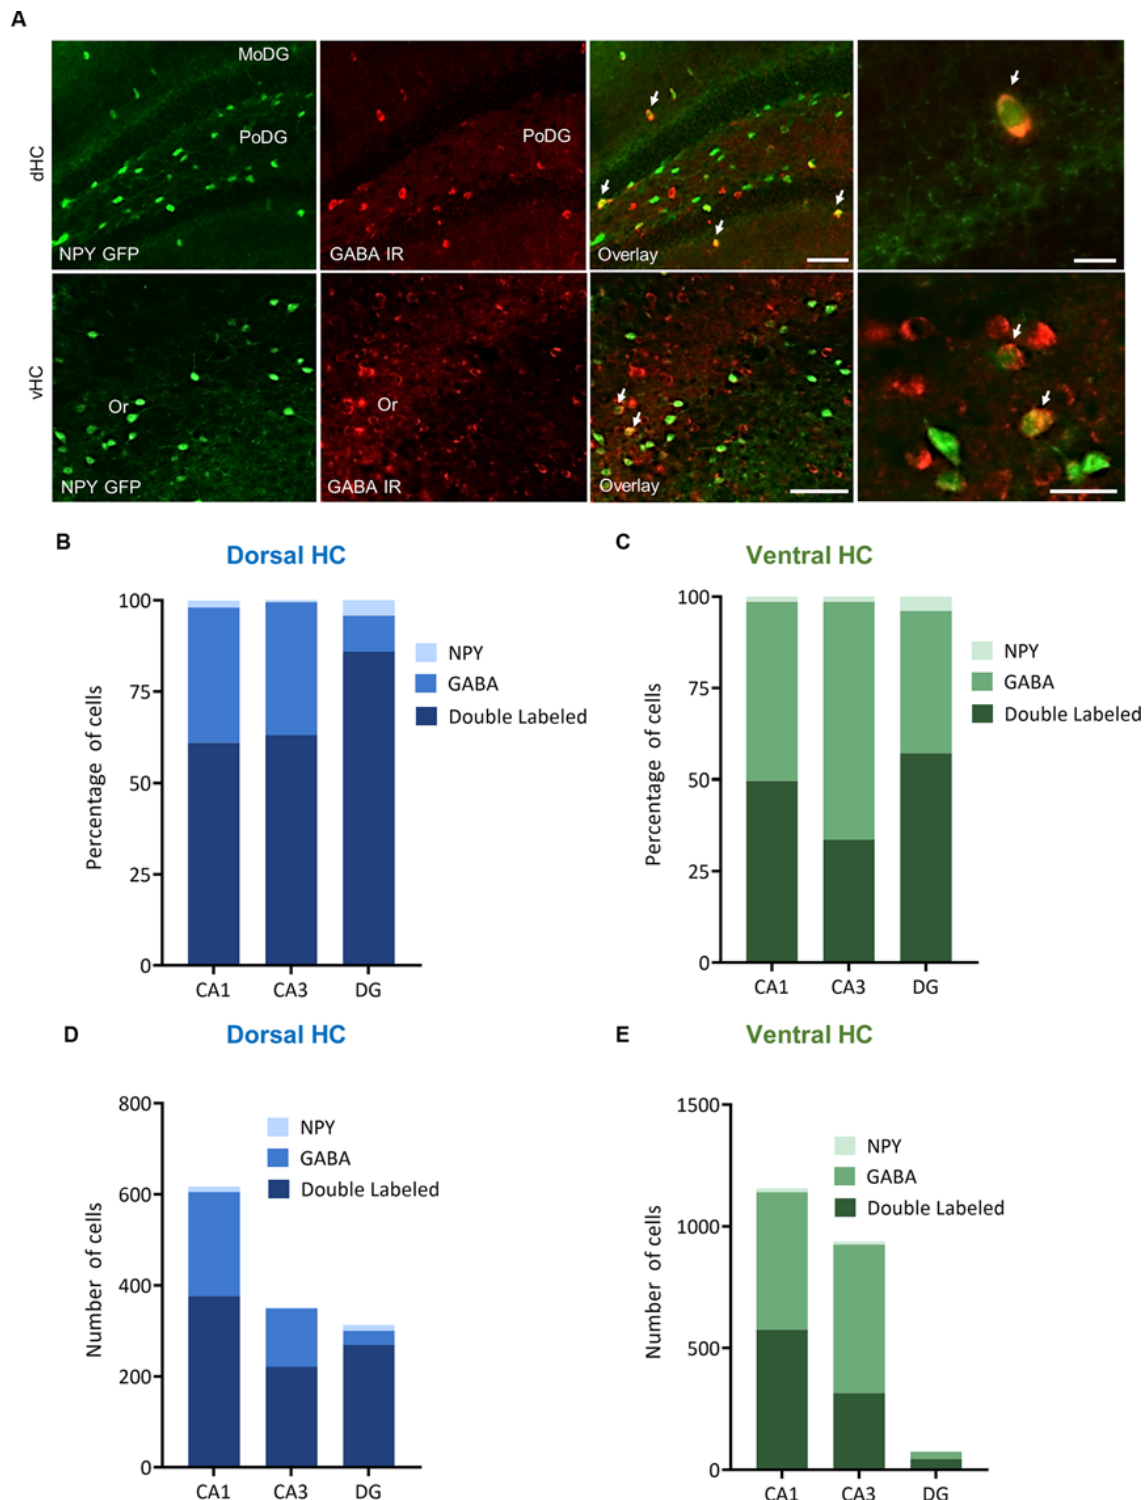 A
dHC
MoDG
PoDG
NPY GFP
PoDG
GABA IR
Overlay
vHC
Or
NPY GFP
Or
GABA IR
Overlay
B
Dorsal HC
Percentage of cells
100
75
50
25
0
CA1 CA3 DG
NPY
GABA
Double Labeled
C
Ventral HC
Percentage of cells
100
75
50
25
0
CA1 CA3 DG
NPY
GABA
Double Labeled
D
Dorsal HC
Number of cells
800
600
400
200
0
CA1 CA3 DG
NPY
GABA
Double Labeled
E
Ventral HC
Number of cells
1500
1000
500
0
CA1 CA3 DG
NPY
GABA
Double Labeled